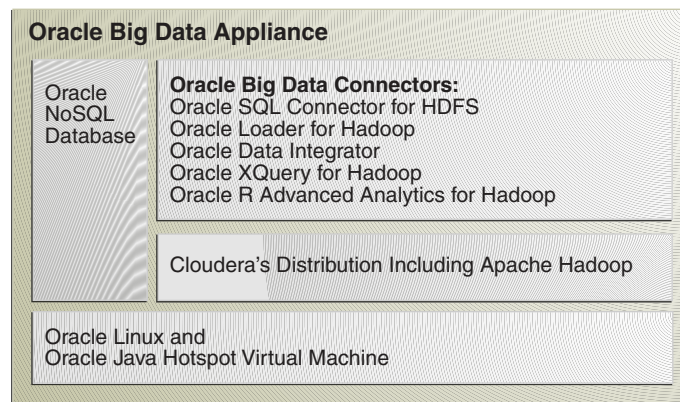 Oracle Big Data Appliance
Oracle
NoSQL
Database
Oracle Big Data Connectors:
Oracle SQL Connector for HDFS
Oracle Loader for Hadoop
Oracle Data Integrator
Oracle XQuery for Hadoop
Oracle R Advanced Analytics for Hadoop
Cloudera's Distribution Including Apache Hadoop
Oracle Linux and
Oracle Java Hotspot Virtual Machine